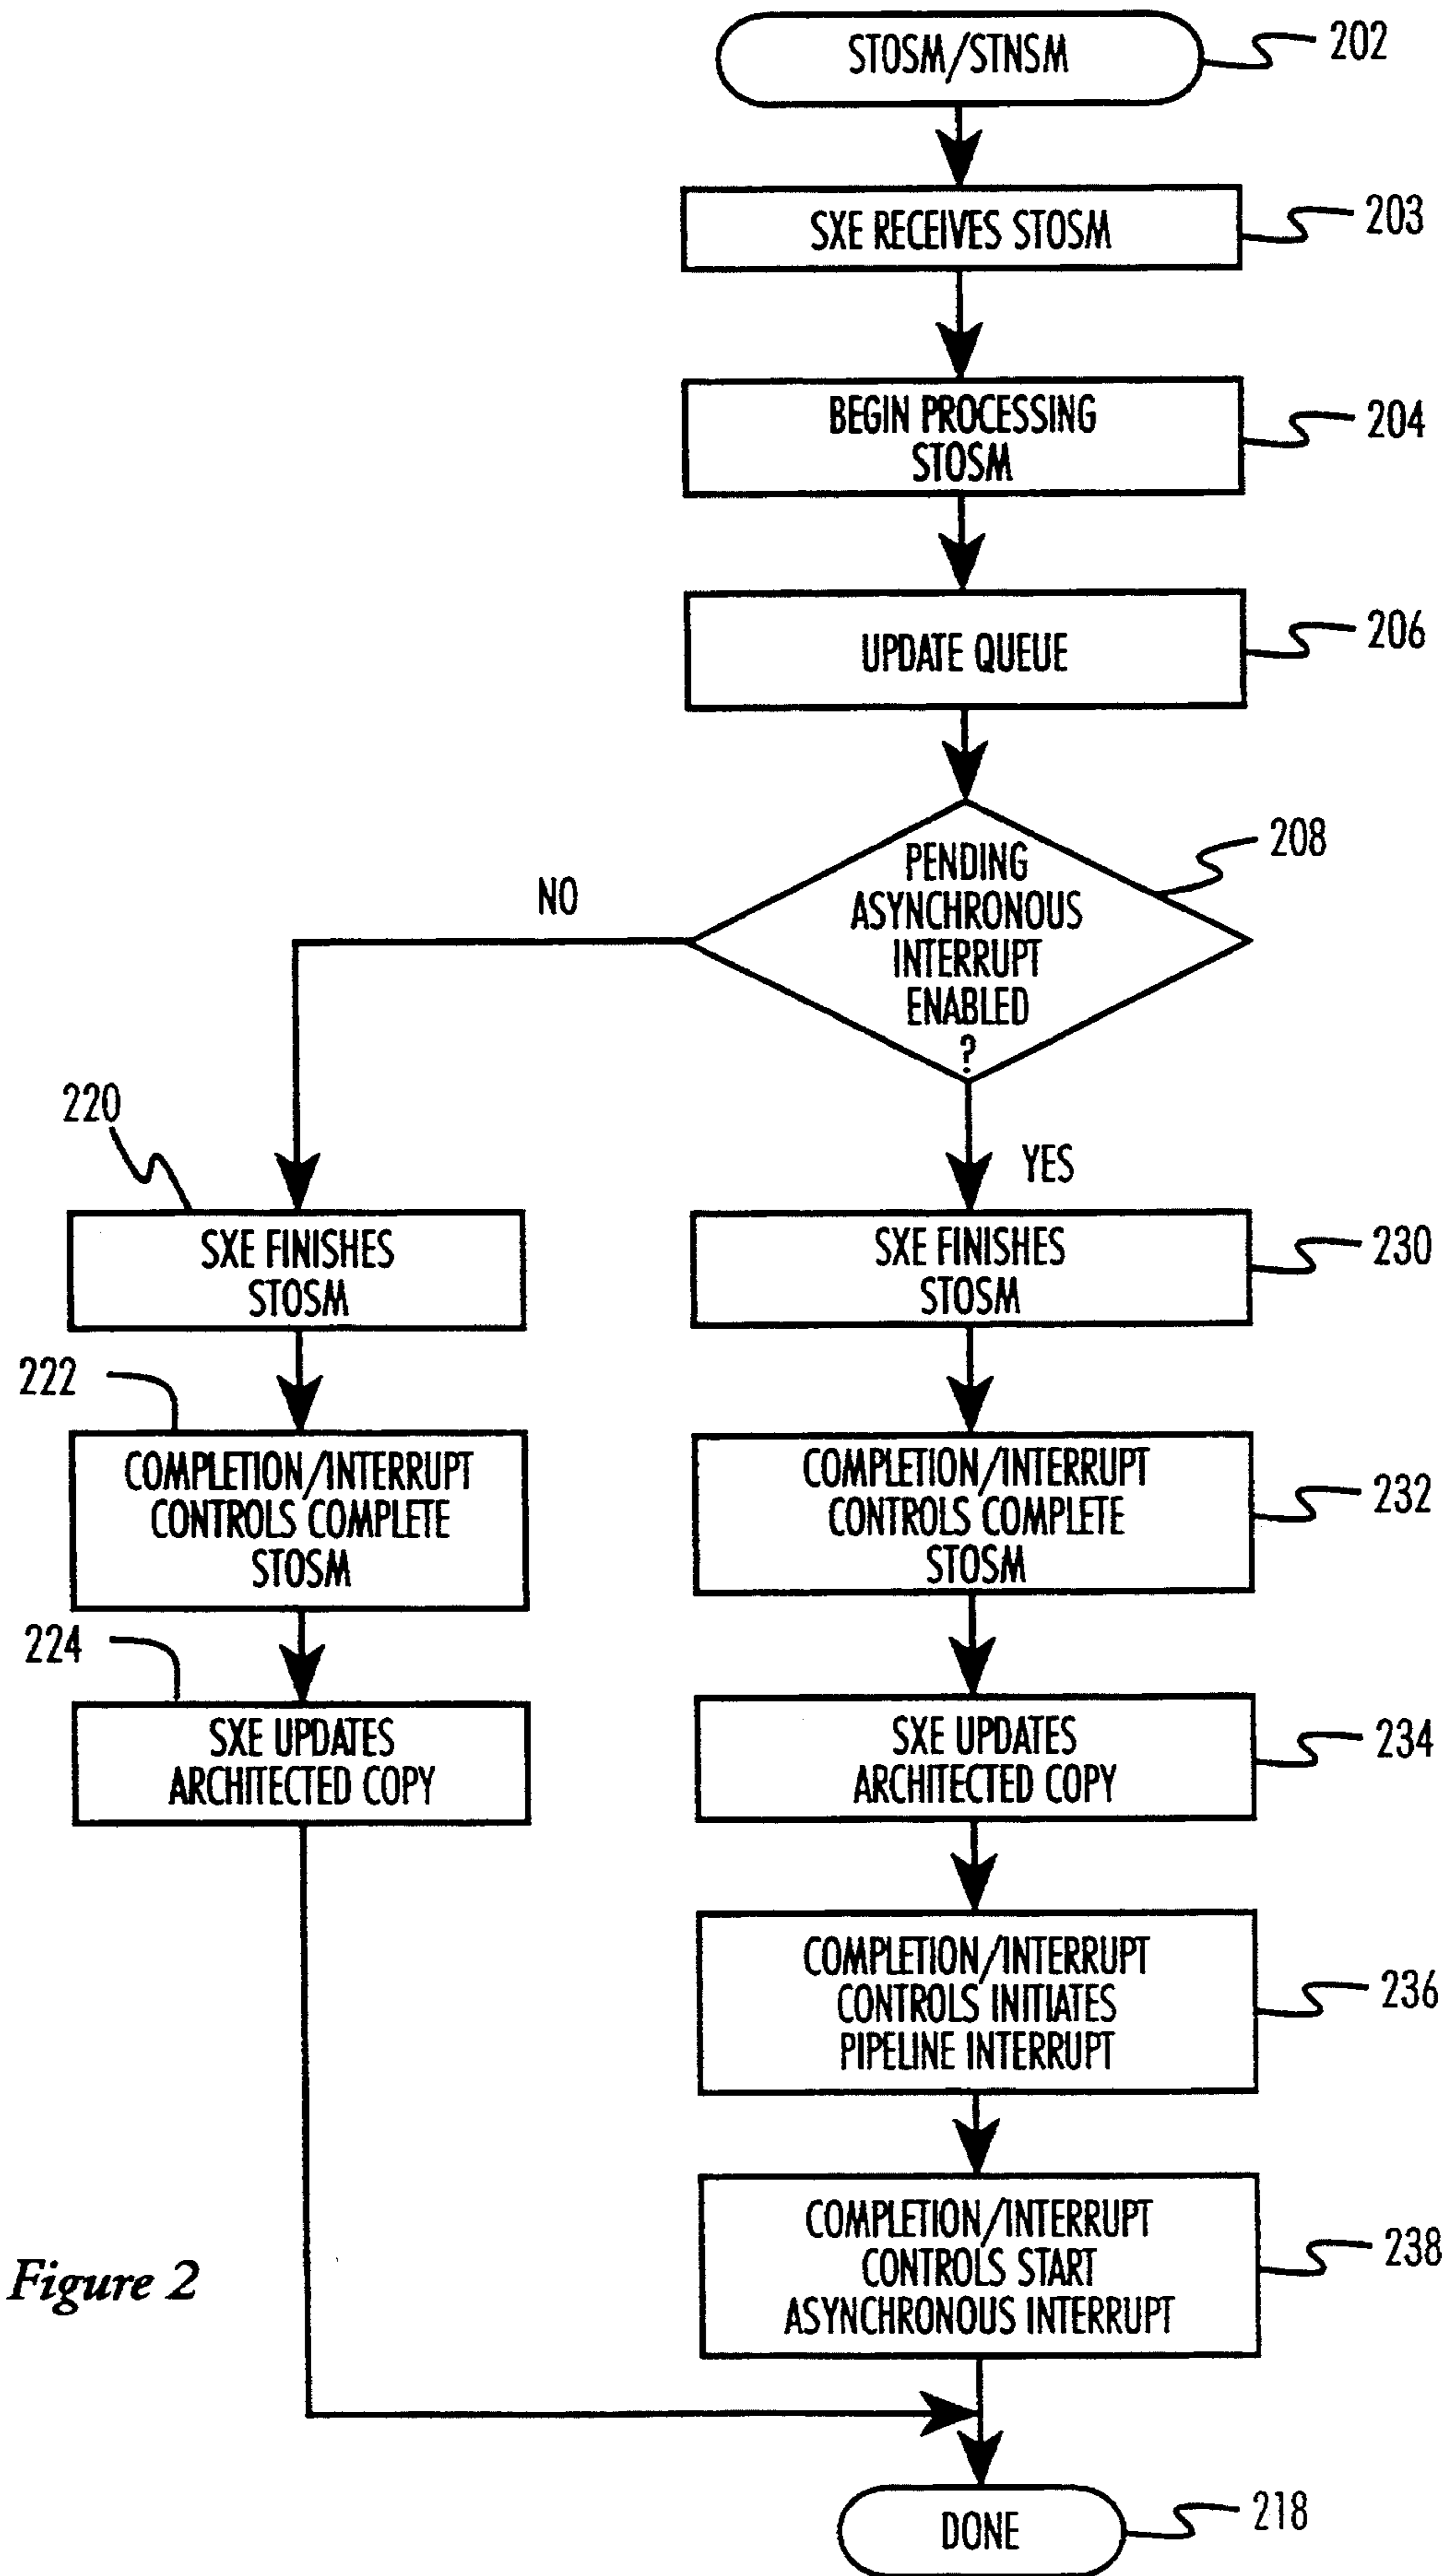 STOSM/STNSM
202
SXE RECEIVES STOSM
203
BEGIN PROCESSING
STOSM
204
UPDATE QUEUE
206
PENDING
ASYNCHRONOUS
INTERRUPT
ENABLED
?
208
NO
YES
220
SXE FINISHES
STOSM
222
COMPLETION/INTERRUPT
CONTROLS COMPLETE
STOSM
224
SXE UPDATES
ARCHITECTED COPY
SXE FINISHES
STOSM
230
COMPLETION/INTERRUPT
CONTROLS COMPLETE
STOSM
232
SXE UPDATES
ARCHITECTED COPY
234
COMPLETION/INTERRUPT
CONTROLS INITIATES
PIPELINE INTERRUPT
236
COMPLETION/INTERRUPT
CONTROLS START
ASYNCHRONOUS INTERRUPT
238
Figure 2
DONE
218